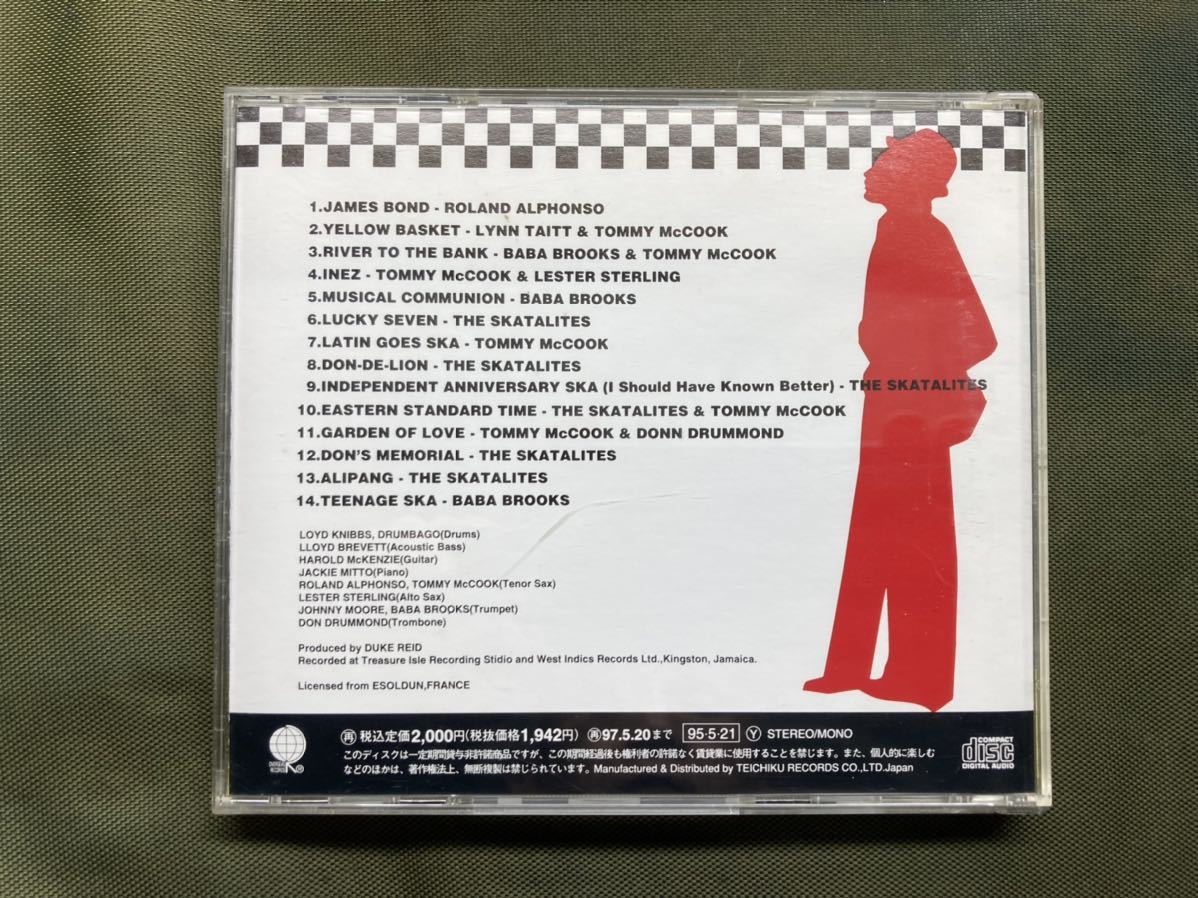 1.JAMES BOND - ROLAND ALPHONSO
2.YELLOW BASKET - LYNN TAITT & TOMMY McCOOK
3.RIVER TO THE BANK - BABA BROOKS & TOMMY McCOOK
4.INEZ - TOMMY McCOOK & LESTER STERLING
5.MUSICAL COMMUNION - BABA BROOKS
6.LUCKY SEVEN - THE SKATALITES
7.LATIN GOES SKA - TOMMY McCOOK
8.DON-DE-LION - THE SKATALITES
9.INDEPENDENT ANNIVERSARY SKA (I Should Have Known Better) - THE SKATALITES
10.EASTERN STANDARD TIME - THE SKATALITES & TOMMY McCOOK
11.GARDEN OF LOVE - TOMMY McCOOK & DONN DRUMMOND
12.DON'S MEMORIAL - THE SKATALITES
13.ALIPANG - THE SKATALITES
14.TEENAGE SKA - BABA BROOKS
LOYD KNIBBS, DRUMBAGO(Drums)
LLOYD BREVETT(Acoustic Bass)
HAROLD McKENZIE(Guitar)
JACKIE MITTO(Piano)
ROLAND ALPHONSO, TOMMY McCOOK(Tenor Sax)
LESTER STERLING(Alto Sax)
JOHNNY MOORE, BABA BROOKS(Trumpet)
DON DRUMMOND(Trombone)
Produced by DUKE REID
Recorded at Treasure Isle Recording Stidio and West Indics Records Ltd.,Kingston, Jamaica.
Licensed from ESOLDUN,FRANCE
再 税込定価2,000円(税抜価格1,942円) 再97.5.20まで 95・5・21 Y STEREO/MONO
このディスクは一定期間貸与非許諾商品ですが、この期間経過後も権利者の許諾なく賃貸業に使用することを禁じます。また、個人的に楽しむ
などのほかは、著作権法上、無断複製は禁じられています。Manufactured & Distributed by TEICHIKU RECORDS CO.,LTD.Japan
COMPACT
disc
DIGITAL AUDIO